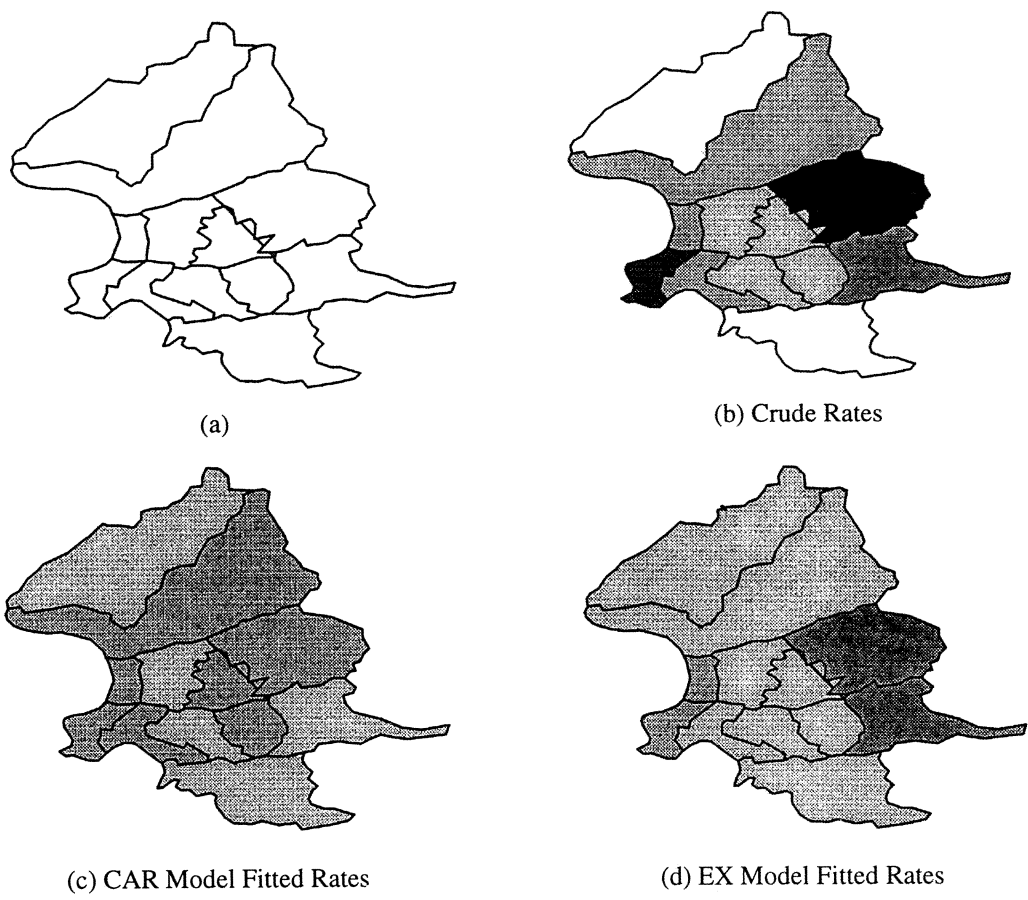 (a)
(b) Crude Rates
(c) CAR Model Fitted Rates
(d) EX Model Fitted Rates